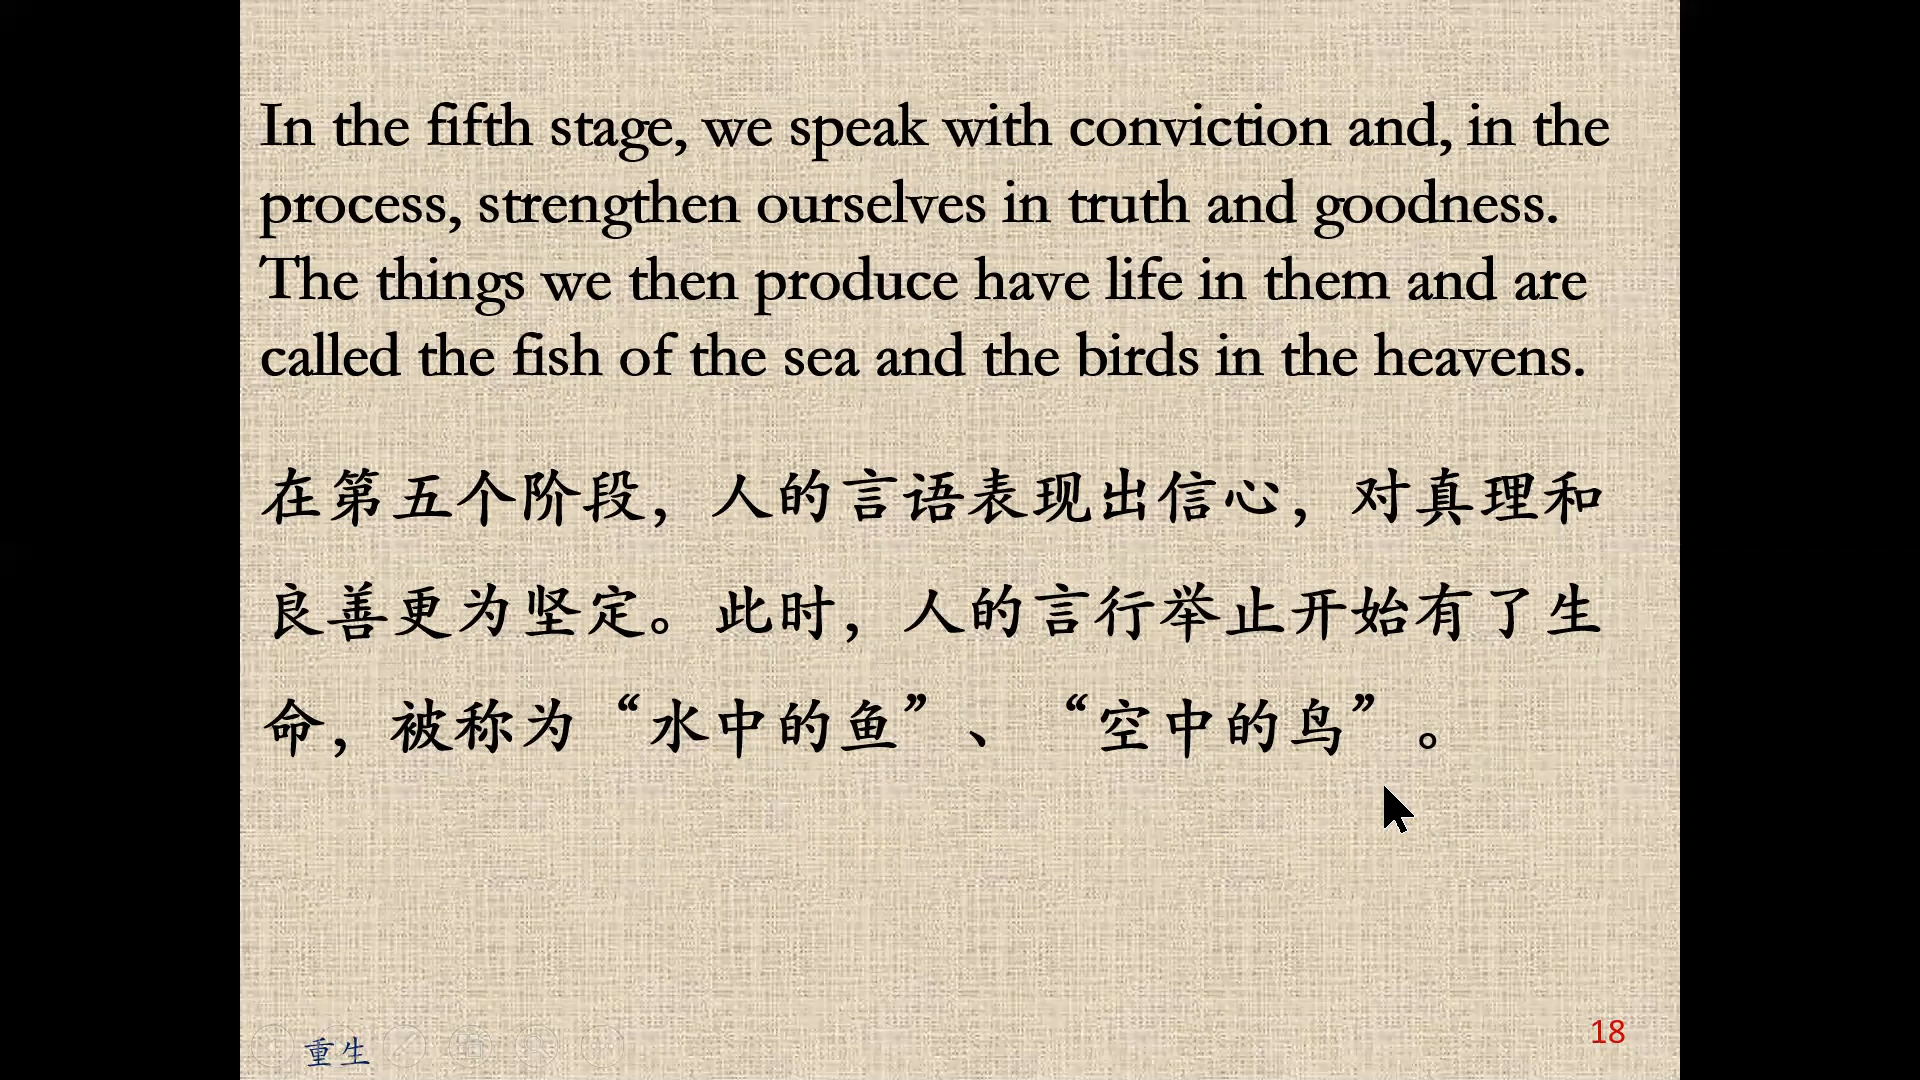 In the fifth stage, we speak with conviction and, in the
process, strengthen ourselves in truth and goodness.
The things we then produce have life in them and are
called the fish of the sea and the birds in the heavens.
在第五个阶段，人的言语表现出信心，对真理和
良善更为坚定。此时，人的言行举止开始有了生
命，被称为“水中的鱼”、“空中的鸟”。
重生
18